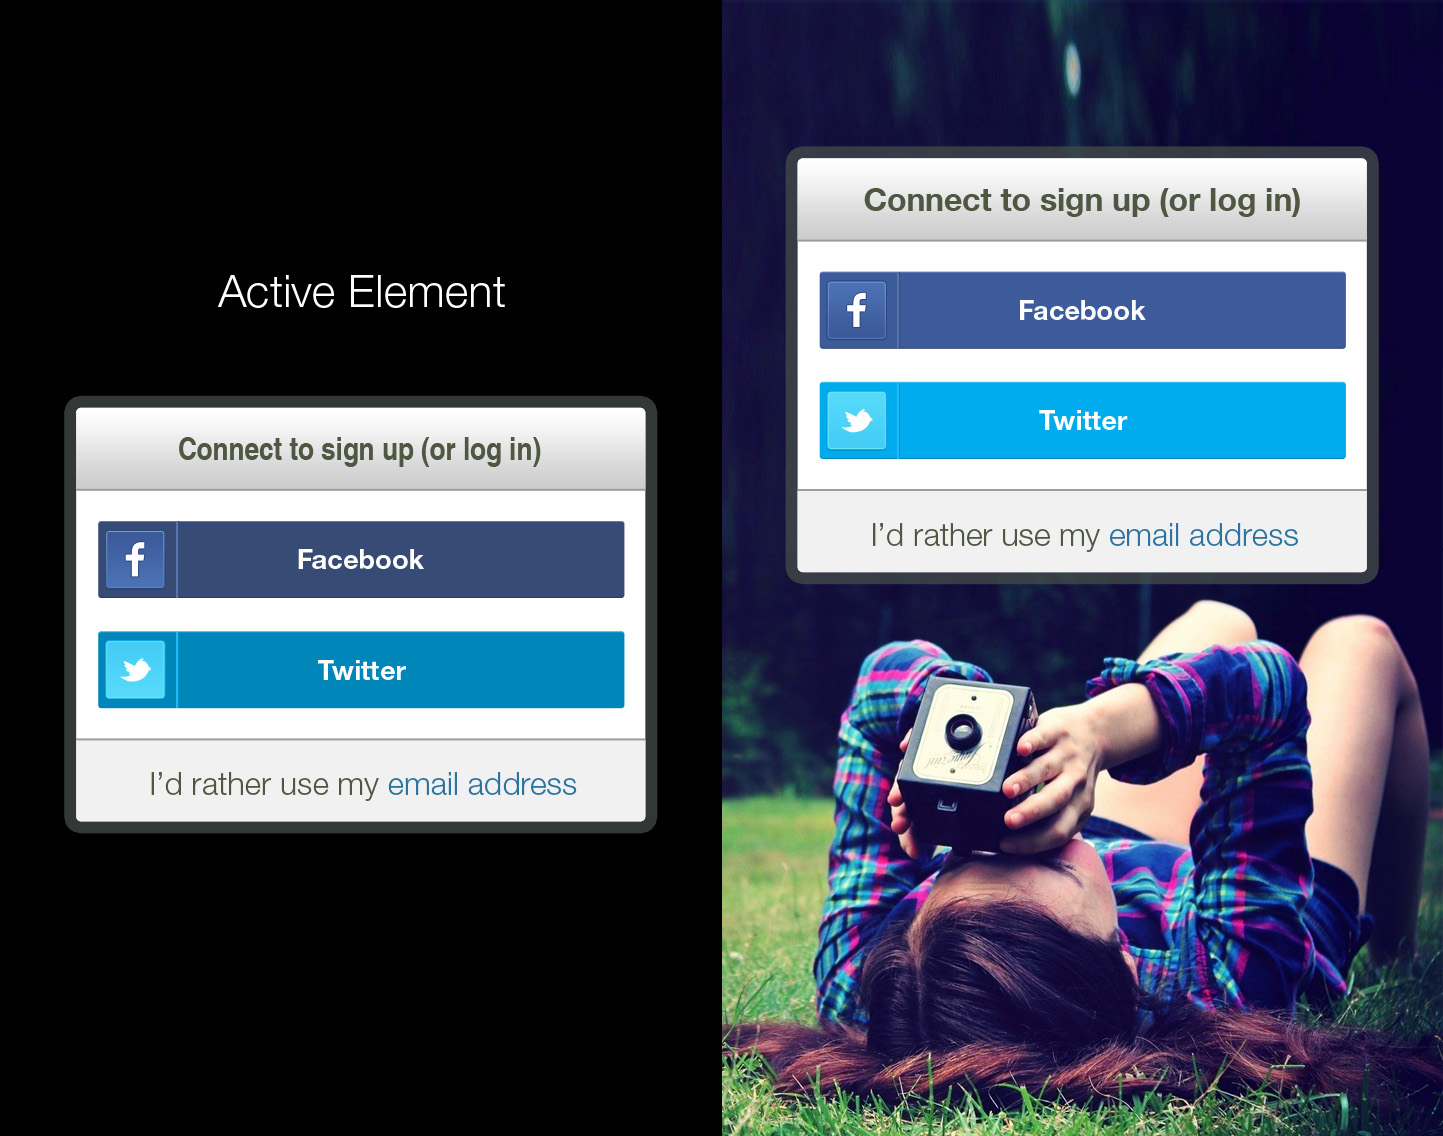 Active Element
Connect to sign up (or log in)
Facebook
Twitter
I’d rather use my email address
Connect to sign up (or log in)
Facebook
Twitter
I’d rather use my email address